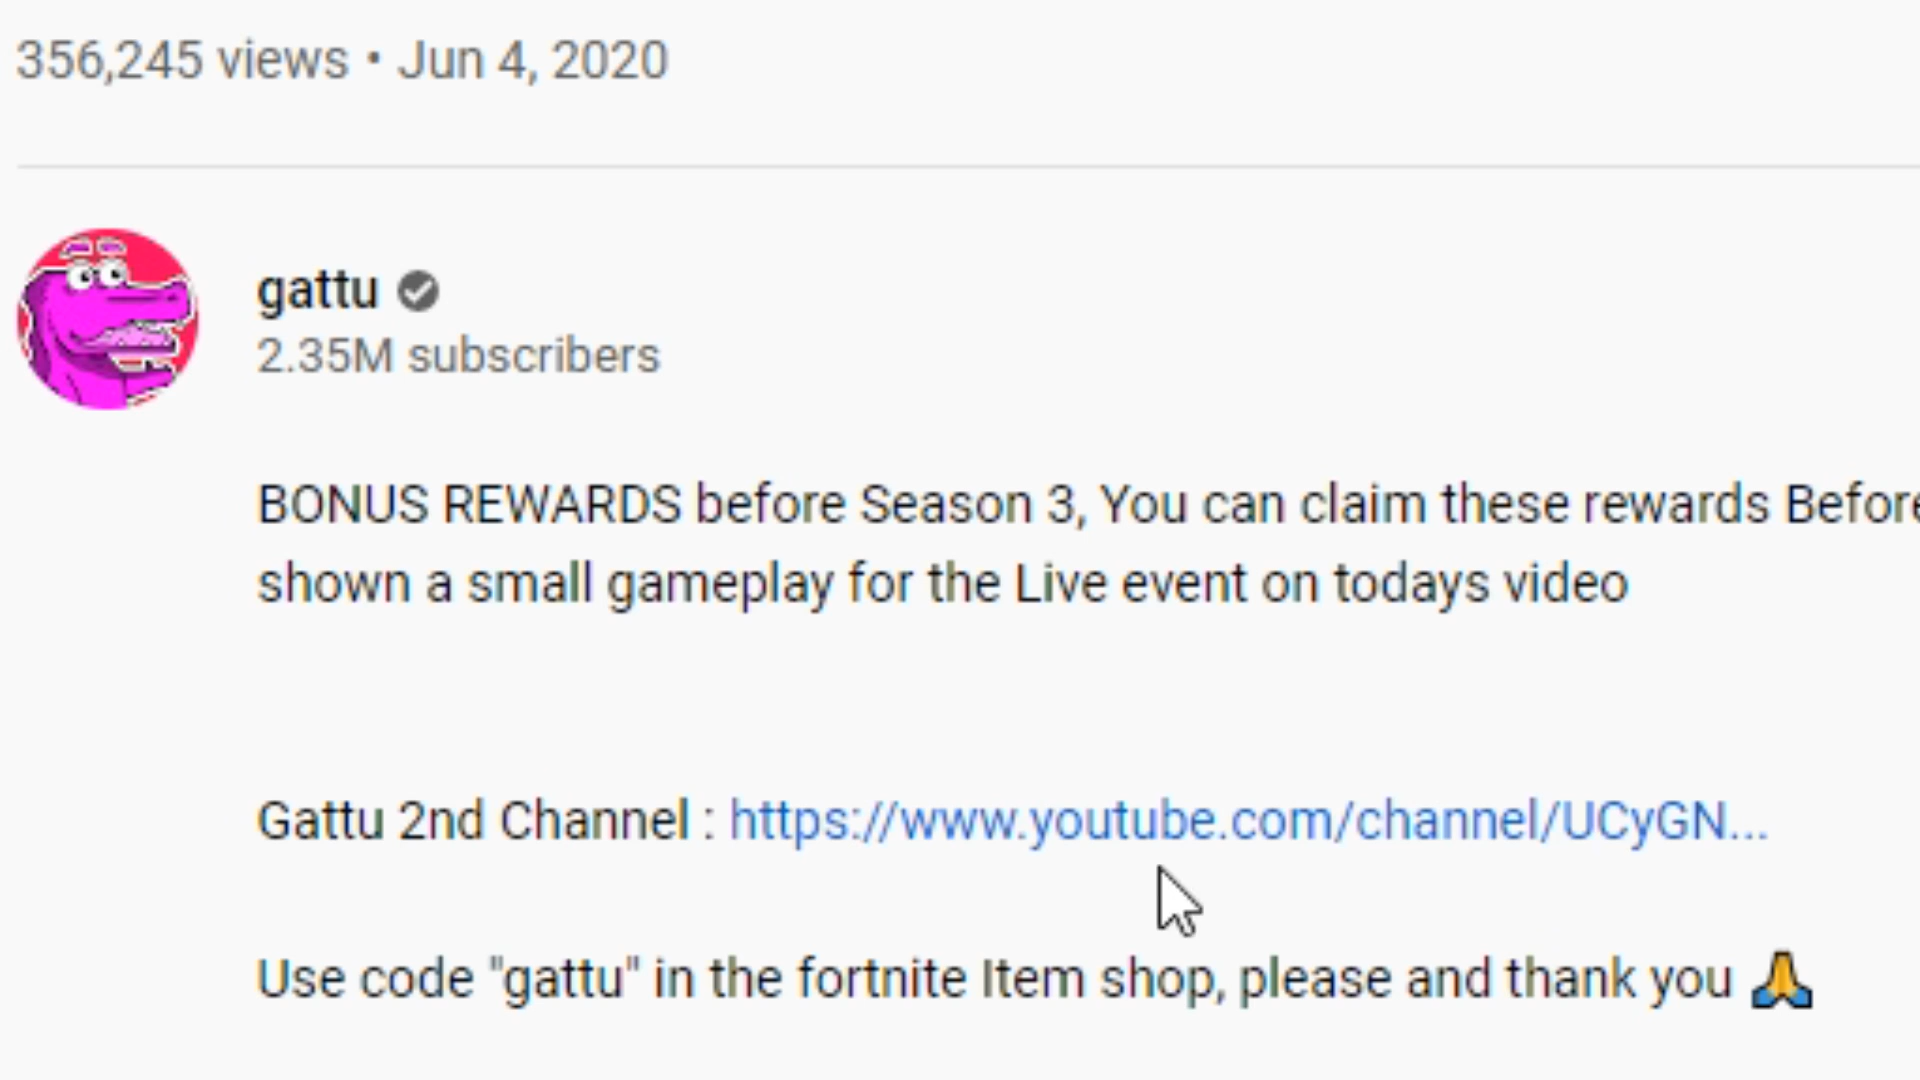 356,245 views • Jun 4, 2020
gattu
2.35M subscribers
BONUS REWARDS before Season 3, You can claim these rewards Before
shown a small gameplay for the Live event on todays video
Gattu 2nd Channel : https://www.youtube.com/channel/UCyGN...
Use code "gattu" in the fortnite Item shop, please and thank you 🙏